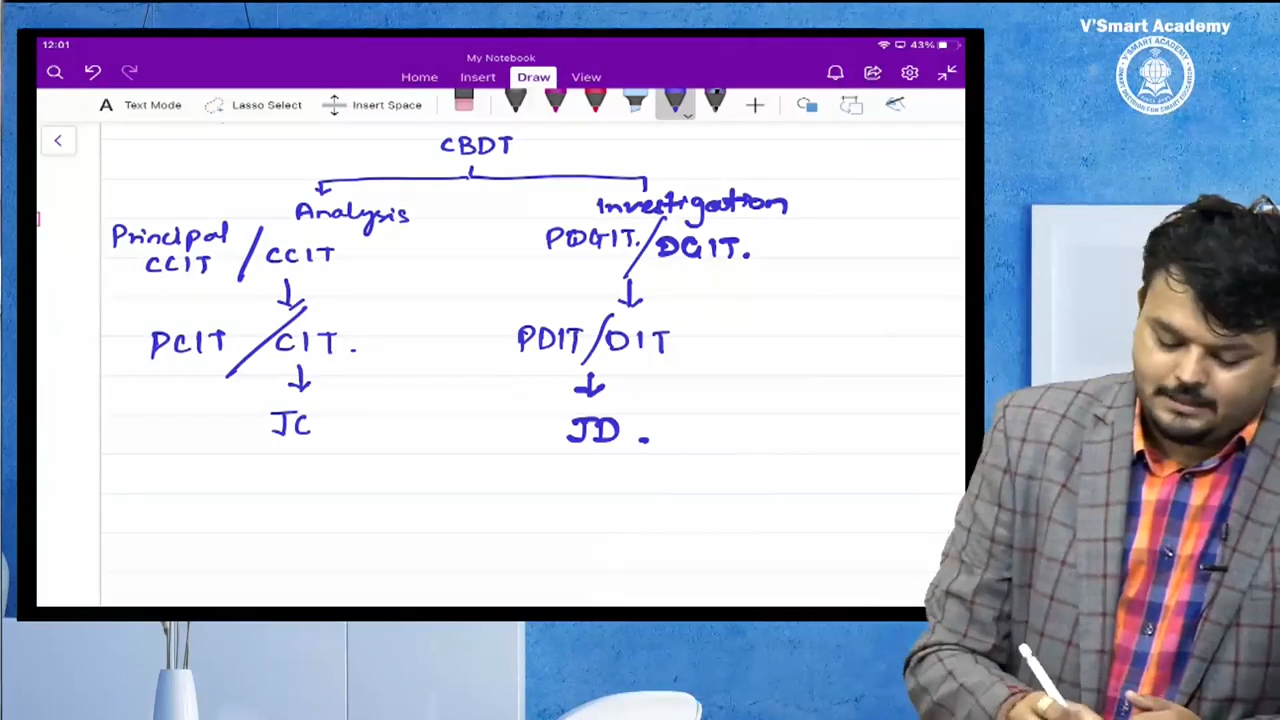 V'Smart Academy
12:01
43%
My Notebook
Home Insert Draw View
Text Mode Lasso Select Insert Space
CBDT
Analysis Investigation
Principal CCIT / CCIT
PDGIT. / DGIT.
PCIT / CIT.
PDIT / DIT
JC
JD.